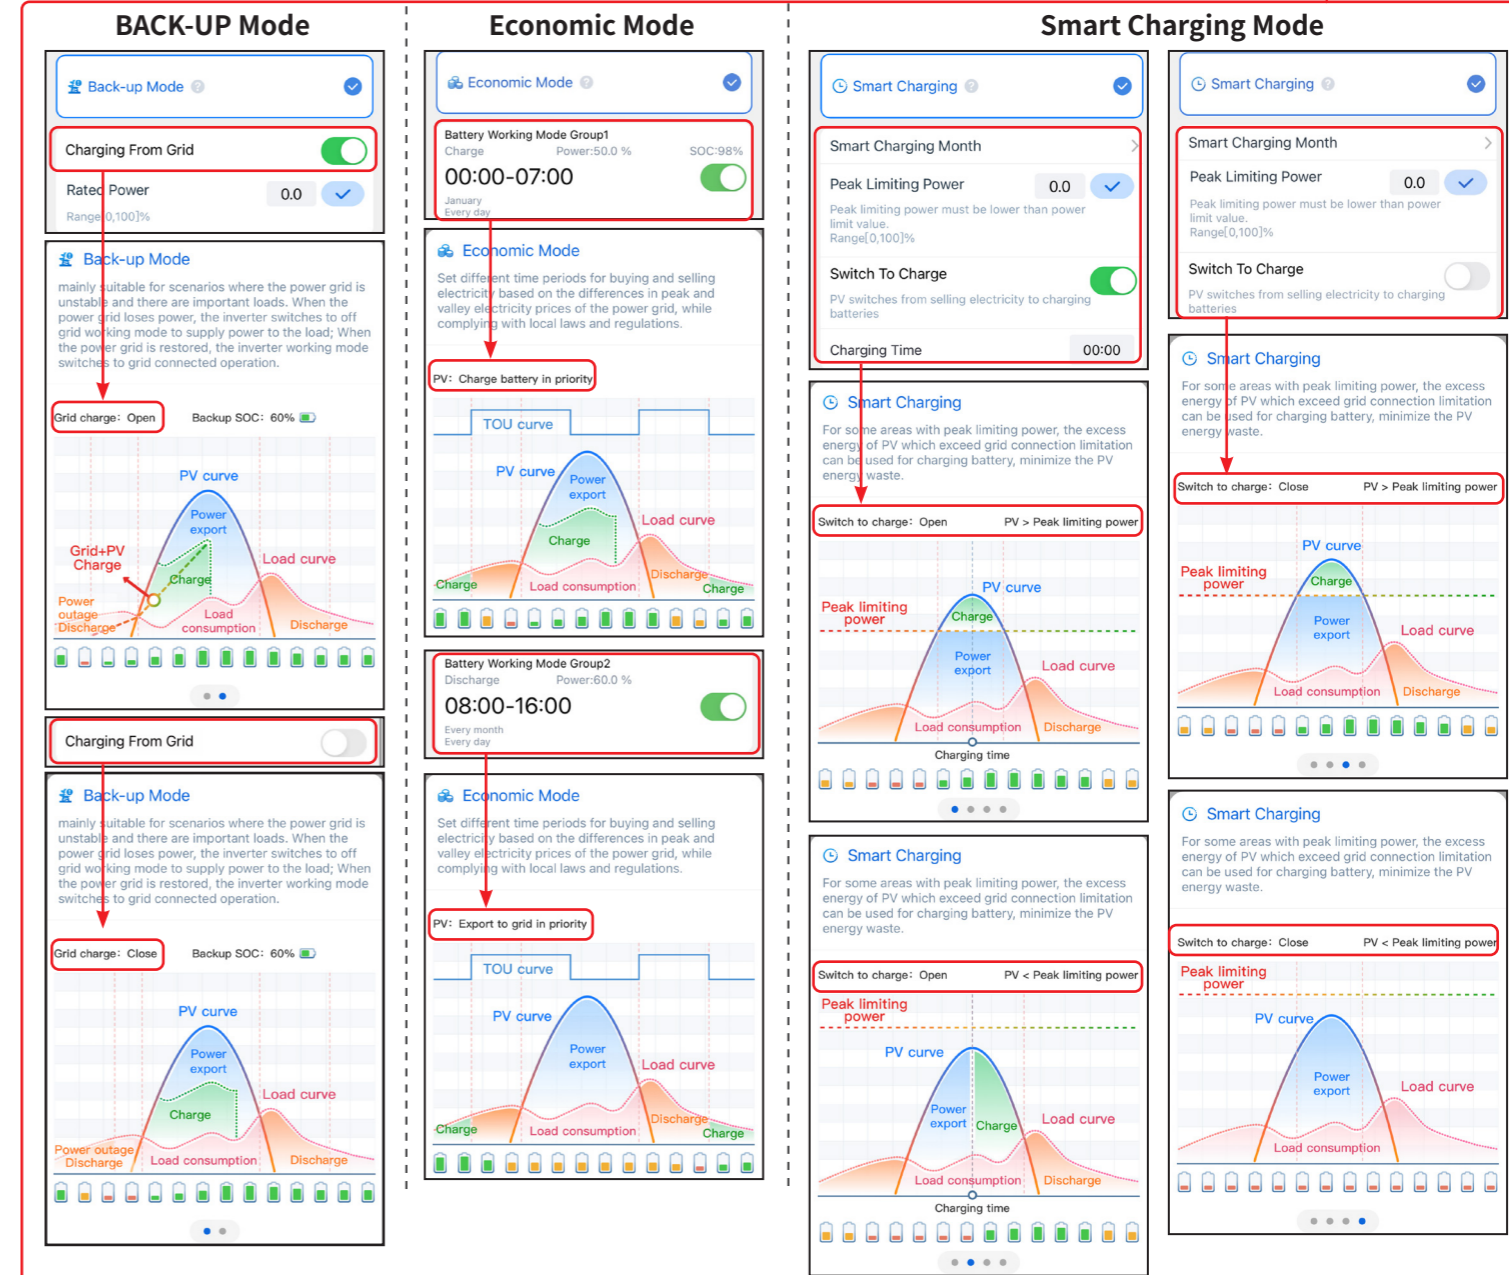 BACK-UP Mode
Back-up Mode ?
Charging From Grid
Rated Power 0.0
Range[0,100]%
Back-up Mode
mainly suitable for scenarios where the power grid is
unstable and there are important loads. When the
power grid loses power, the inverter switches to off
grid working mode to supply power to the load; When
the power grid is restored, the inverter working mode
switches to grid connected operation.
Grid charge: Open Backup SOC: 60%
PV curve
Power
export
Grid+PV
Charge
Load curve
Charge
Power
outage
Discharge
Load
consumption
Discharge
Charging From Grid
Back-up Mode
mainly suitable for scenarios where the power grid is
unstable and there are important loads. When the
power grid loses power, the inverter switches to off
grid working mode to supply power to the load; When
the power grid is restored, the inverter working mode
switches to grid connected operation.
Grid charge: Close Backup SOC: 60%
PV curve
Power
export
Load curve
Charge
Power outage
Discharge
Load consumption
Discharge
Economic Mode
Economic Mode ?
Battery Working Mode Group1
Charge Power:50.0 % SOC:98%
00:00-07:00
January
Every day
Economic Mode
Set different time periods for buying and selling
electricity based on the differences in peak and
valley electricity prices of the power grid, while
complying with local laws and regulations.
PV: Charge battery in priority
TOU curve
PV curve
Power
export
Load curve
Charge
Charge
Load consumption
Discharge
Charge
Battery Working Mode Group2
Discharge Power:60.0 %
08:00-16:00
Every month
Every day
Economic Mode
Set different time periods for buying and selling
electricity based on the differences in peak and
valley electricity prices of the power grid, while
complying with local laws and regulations.
PV: Export to grid in priority
TOU curve
PV curve
Power
export
Load curve
Charge
Load consumption
Discharge
Charge
Smart Charging Mode
Smart Charging ?
Smart Charging Month
Peak Limiting Power 0.0
Peak limiting power must be lower than power
limit value.
Range[0,100]%
Switch To Charge
PV switches from selling electricity to charging
batteries
Charging Time 00:00
Smart Charging
For some areas with peak limiting power, the excess
energy of PV which exceed grid connection limitation
can be used for charging battery, minimize the PV
energy waste.
Switch to charge: Open PV > Peak limiting power
PV curve
Peak limiting
power
Charge
Power
export
Load curve
Load consumption
Discharge
Charging time
Smart Charging
For some areas with peak limiting power, the excess
energy of PV which exceed grid connection limitation
can be used for charging battery, minimize the PV
energy waste.
Switch to charge: Open PV < Peak limiting power
Peak limiting
power
PV curve
Power
export
Charge
Load curve
Load consumption
Discharge
Charging time
Smart Charging ?
Smart Charging Month
Peak Limiting Power 0.0
Peak limiting power must be lower than power
limit value.
Range[0,100]%
Switch To Charge
PV switches from selling electricity to charging
batteries
Smart Charging
For some areas with peak limiting power, the excess
energy of PV which exceed grid connection limitation
can be used for charging battery, minimize the PV
energy waste.
Switch to charge: Close PV > Peak limiting power
PV curve
Peak limiting
power
Charge
Power
export
Load curve
Load consumption
Discharge
Smart Charging
For some areas with peak limiting power, the excess
energy of PV which exceed grid connection limitation
can be used for charging battery, minimize the PV
energy waste.
Switch to charge: Close PV < Peak limiting power
Peak limiting
power
PV curve
Power
export
Load curve
Load consumption